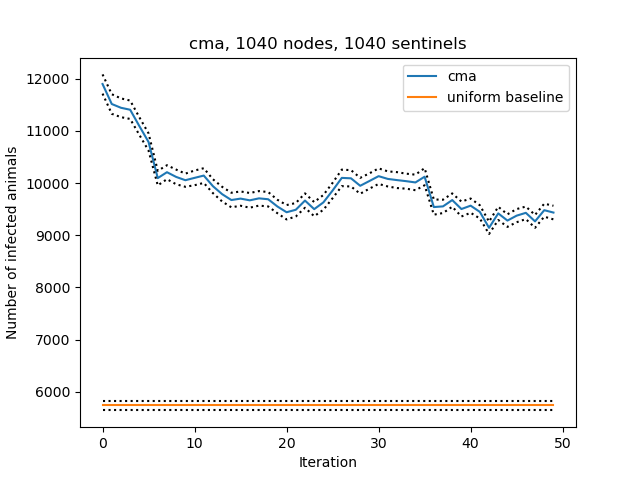 cma, 1040 nodes, 1040 sentinels
cma
uniform baseline
12000
11000
10000
9000
8000
7000
6000
Number of infected animals
0 10 20 30 40 50
Iteration